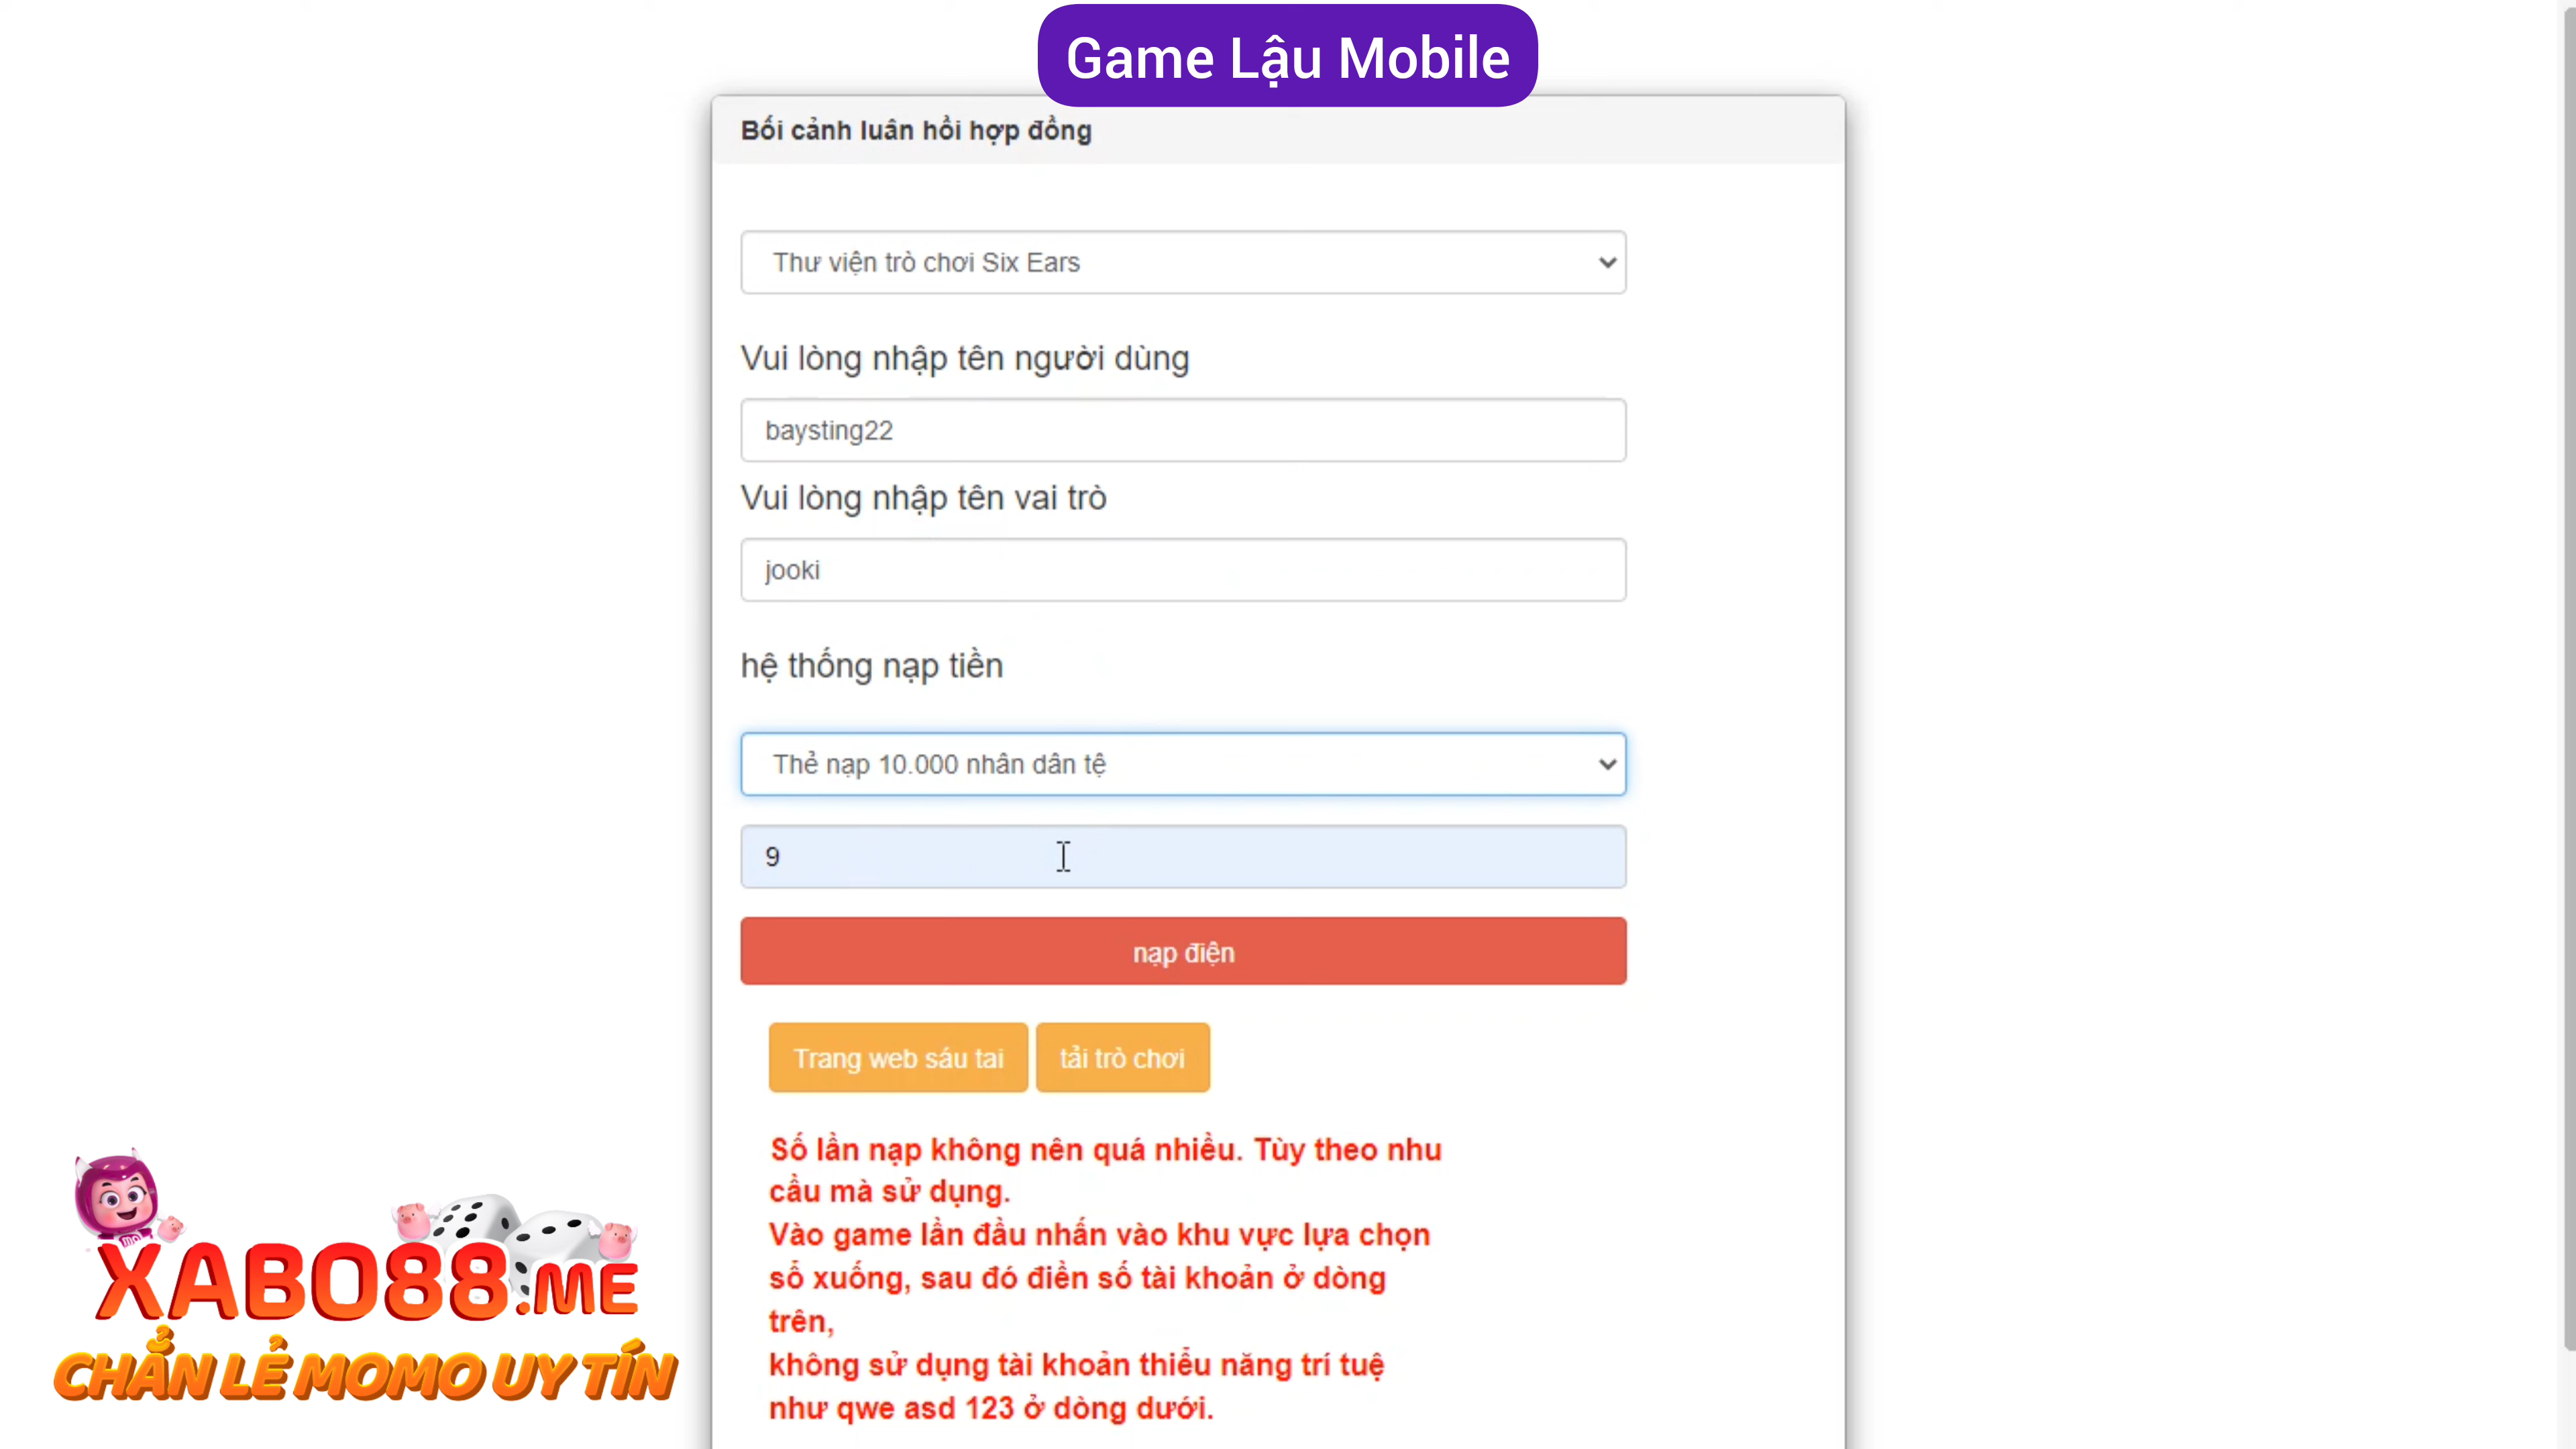 Game Lậu Mobile
Bối cảnh luân hồi hợp đồng
Thư viện trò chơi Six Ears
Vui lòng nhập tên người dùng
baysting22
Vui lòng nhập tên vai trò
jooki
hệ thống nạp tiền
Thẻ nạp 10.000 nhân dân tệ
9
nạp điện
Trang web sáu tai
tải trò chơi
Số lần nạp không nên quá nhiều. Tùy theo nhu
cầu mà sử dụng.
Vào game lần đầu nhấn vào khu vực lựa chọn
sổ xuống, sau đó điền số tài khoản ở dòng
trên,
không sử dụng tài khoản thiểu năng trí tuệ
như qwe asd 123 ở dòng dưới.
XABO88.ME
CHẲN LẺ MOMO UY TÍN